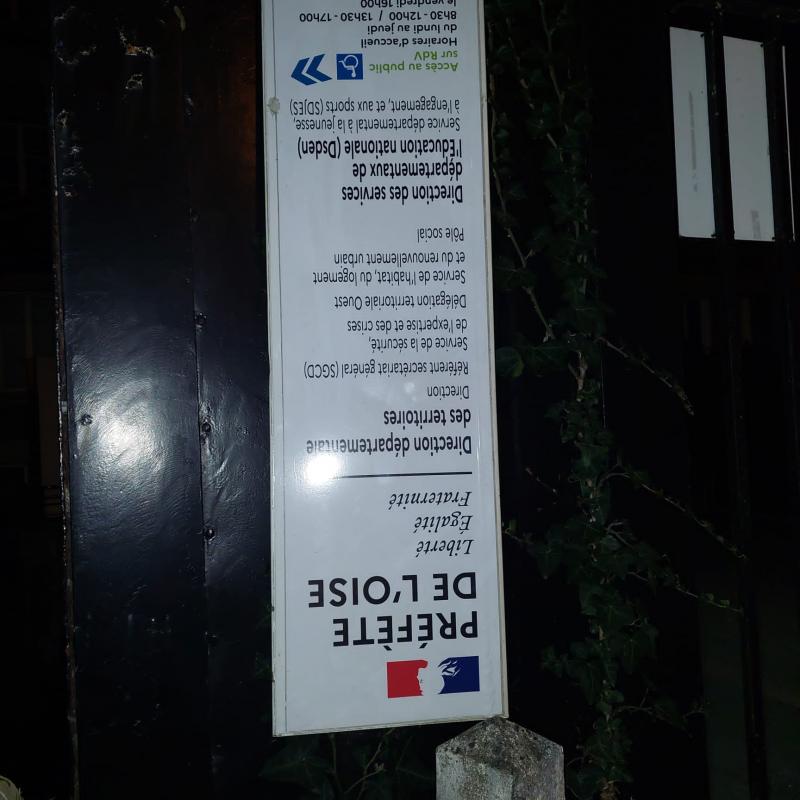 PRÉFÈTE
DE L'OISE
Liberté
Égalité
Fraternité
Direction départementale
des territoires
Direction
Référent secrétariat général (SGCD)
Service de la sécurité,
de l'expertise et des crises
Délégation territoriale Ouest
Service de l'habitat, du logement
et du renouvellement urbain
Pôle social
Direction des services
départementaux de
l'Éducation nationale (Dsden)
Service départemental à la jeunesse,
à l'engagement, et aux sports (SDJES)
Accès au public
sur RdV
Horaires d'accueil
du lundi au jeudi
8h30 - 12h00 / 13h30 - 17h00
le vendredi 16h00